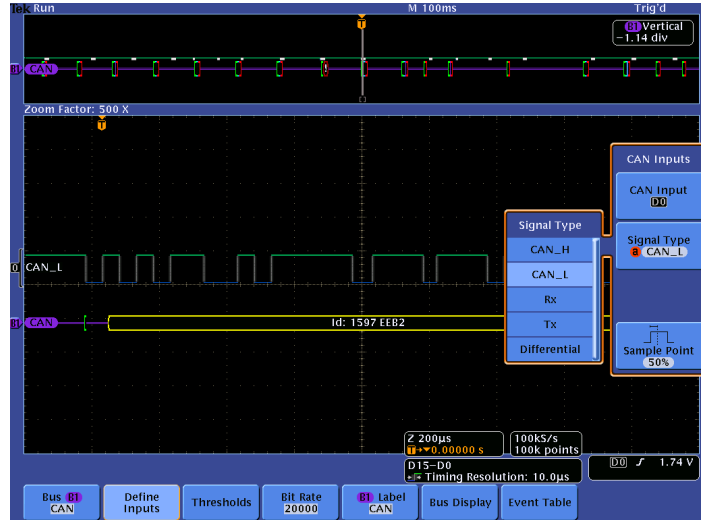 Tek Run M 100ms Trig'd
T
B1 Vertical
−1.14 div
B1 CAN
Zoom Factor: 500 X
T
CAN Inputs
CAN Input
D0
Signal Type
a CAN_L
Sample Point
50%
Signal Type
CAN_H
CAN_L
Rx
Tx
Differential
0 CAN_L
B1 CAN
Id: 1597 EEB2
Z 200µs
T→▼0.00000 s
100kS/s
100k points
D15−D0
Timing Resolution: 10.0µs
D0 1.74 V
Bus B1
CAN
Define
Inputs
Thresholds
Bit Rate
20000
B1 Label
CAN
Bus Display
Event Table